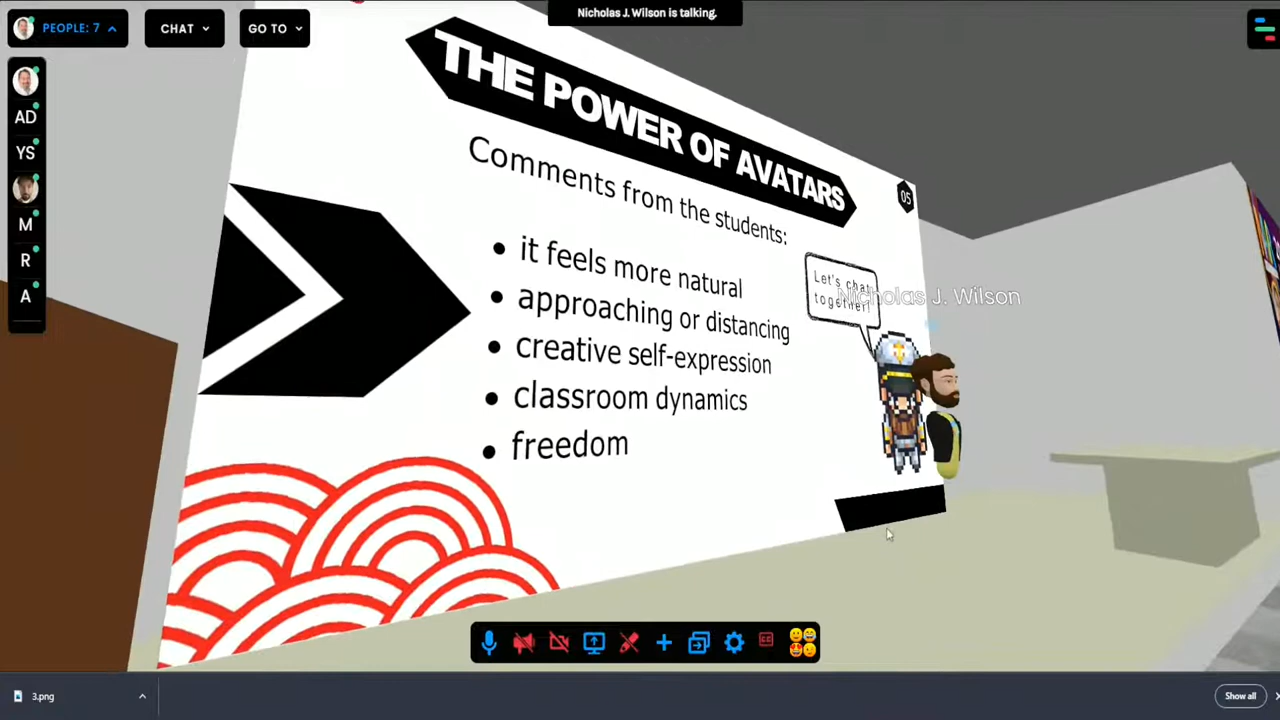 Nicholas J. Wilson is talking.
PEOPLE: 7
CHAT
GO TO
AD
YS
M
R
A
THE POWER OF AVATARS
05
Comments from the students:
it feels more natural
approaching or distancing
creative self-expression
classroom dynamics
freedom
Let's chat
together!
Nicholas J. Wilson
CC
3.png
Show all